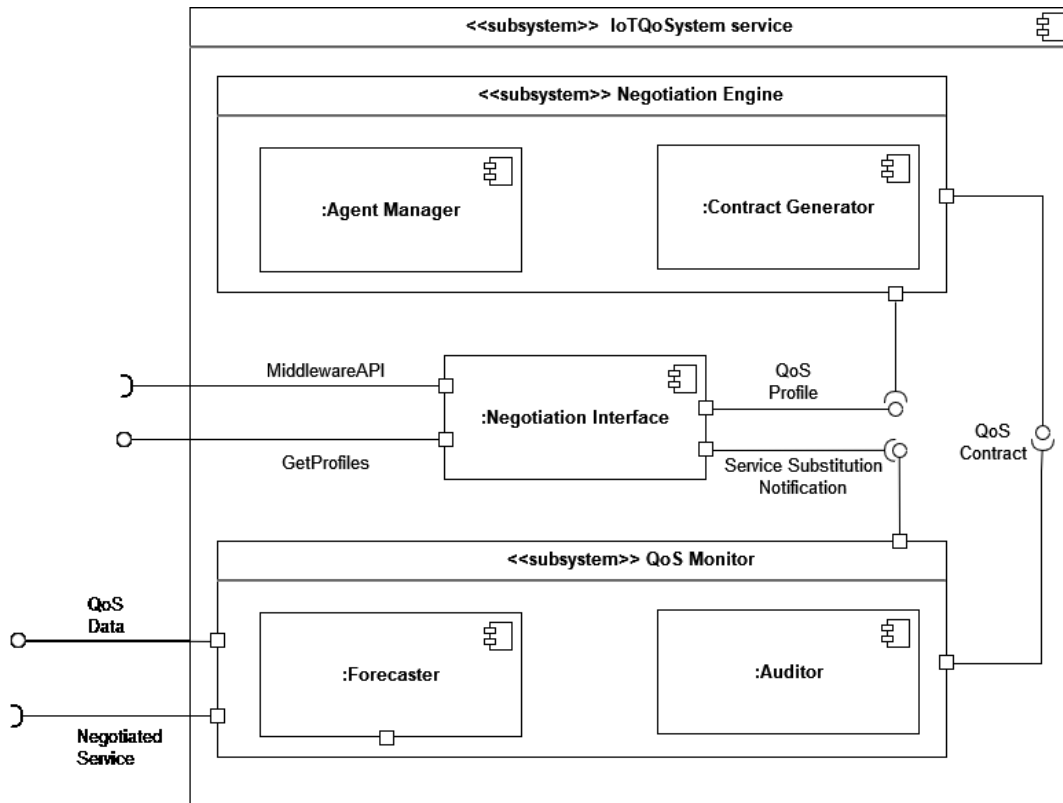 <<subsystem>> IoTQoSystem service
<<subsystem>> Negotiation Engine
:Agent Manager
:Contract Generator
MiddlewareAPI
GetProfiles
:Negotiation Interface
QoS
Profile
Service Substitution
Notification
QoS
Contract
<<subsystem>> QoS Monitor
QoS
Data
Negotiated
Service
:Forecaster
:Auditor